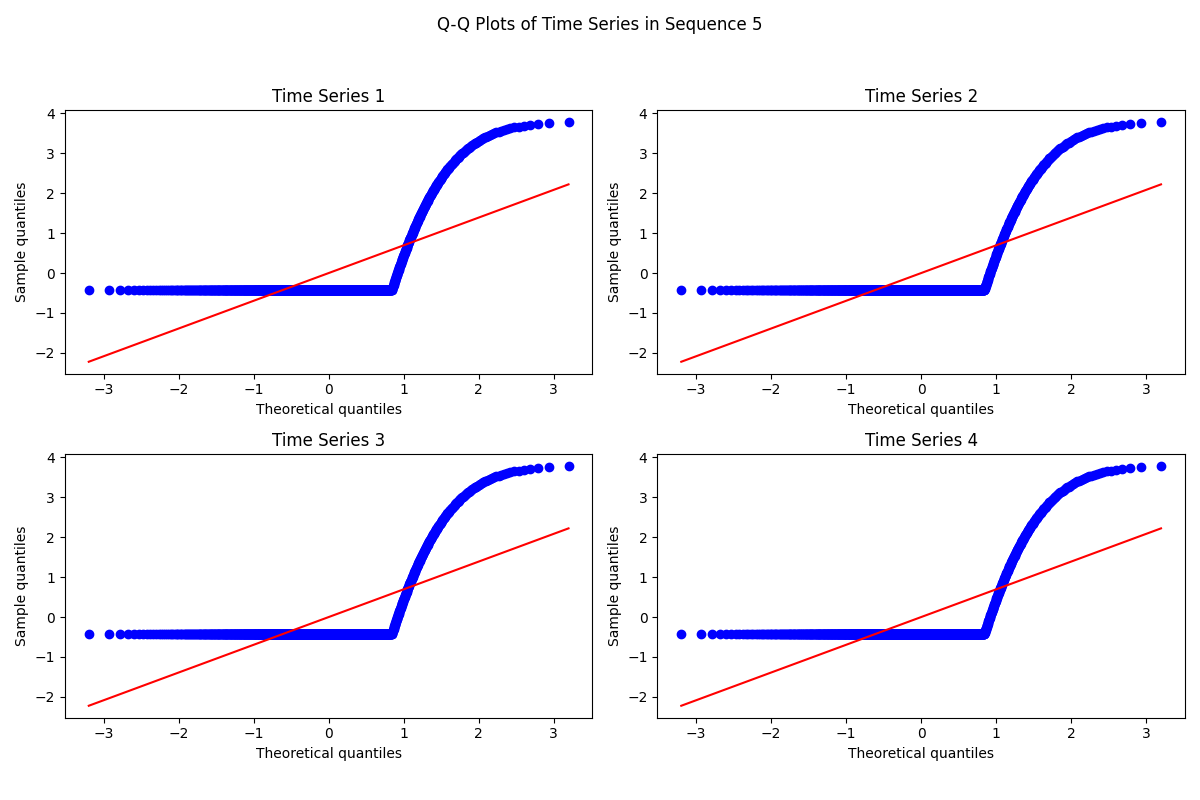 Q-Q Plots of Time Series in Sequence 5
Time Series 1
4
3
2
1
0
−1
−2
Sample quantiles
−3 −2 −1 0 1 2 3
Theoretical quantiles
Time Series 2
4
3
2
1
0
−1
−2
Sample quantiles
−3 −2 −1 0 1 2 3
Theoretical quantiles
Time Series 3
4
3
2
1
0
−1
−2
Sample quantiles
−3 −2 −1 0 1 2 3
Theoretical quantiles
Time Series 4
4
3
2
1
0
−1
−2
Sample quantiles
−3 −2 −1 0 1 2 3
Theoretical quantiles